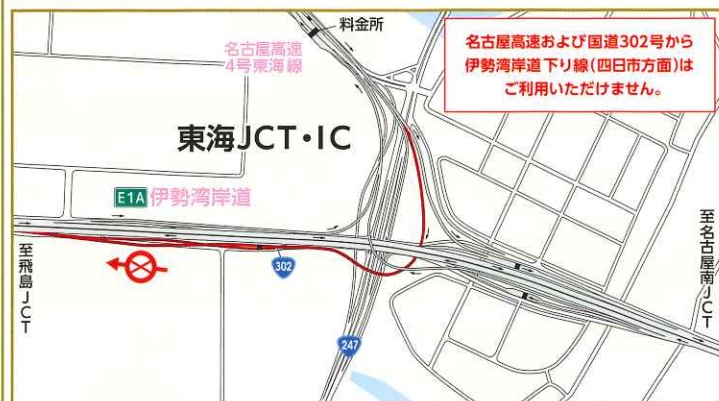 料金所
名古屋高速
4号東海線
名古屋高速および国道302号から
伊勢湾岸道下り線(四日市方面)は
ご利用いただけません。
東海JCT・IC
E1A 伊勢湾岸道
至飛島JCT
302
247
至名古屋南JCT